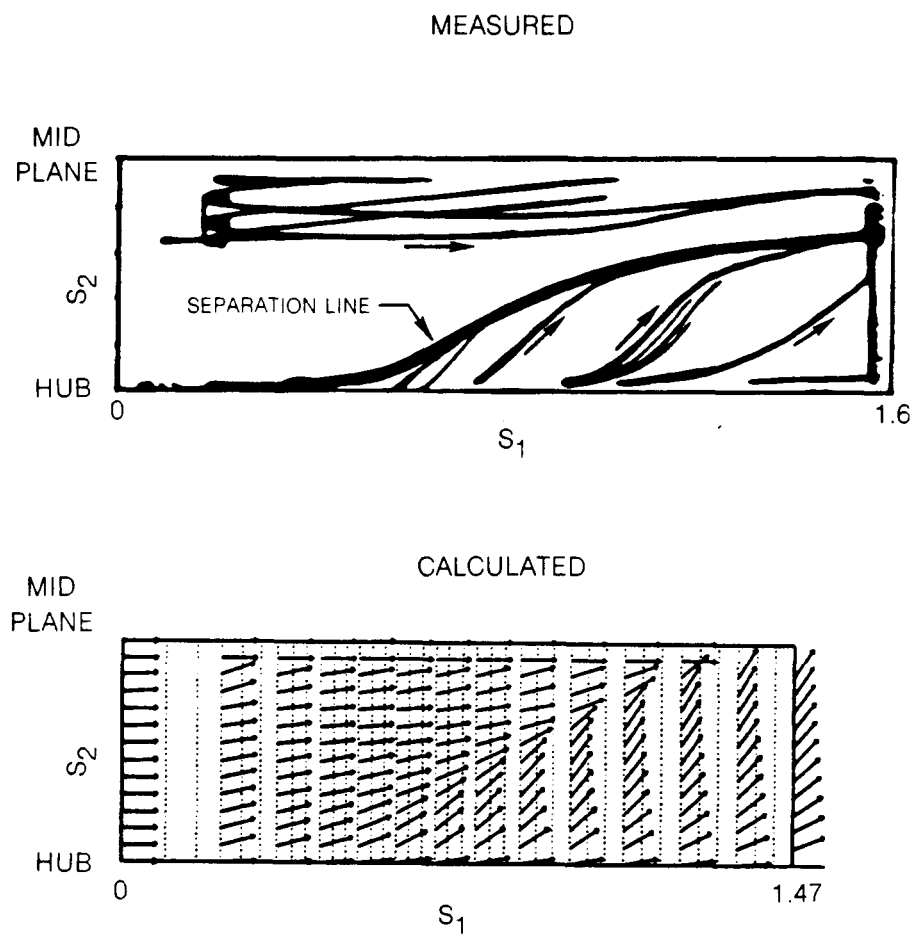 MEASURED
MID
PLANE
S2
SEPARATION LINE
HUB
0
1.6
S1
CALCULATED
MID
PLANE
S2
HUB
0
1.47
S1